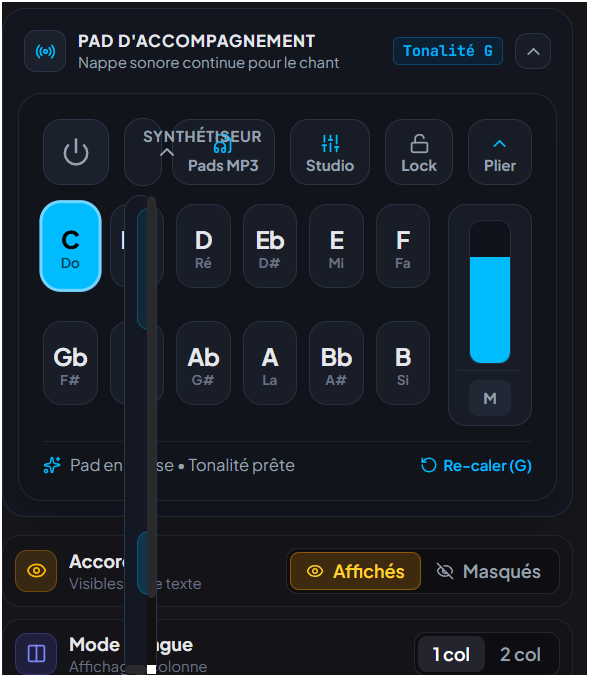 PAD D'ACCOMPAGNEMENT
Nappe sonore continue pour le chant
Tonalité G
SYNTHÉTISEUR
Pads MP3
Studio
Lock
Plier
C
Do
D
Ré
Eb
D#
E
Mi
F
Fa
Gb
F#
Ab
G#
A
La
Bb
A#
B
Si
M
Pad en
se • Tonalité prête
Re-caler (G)
Affichés
Masqués
Visibles
texte
Mode
Affichag
olonne
1 col
2 col